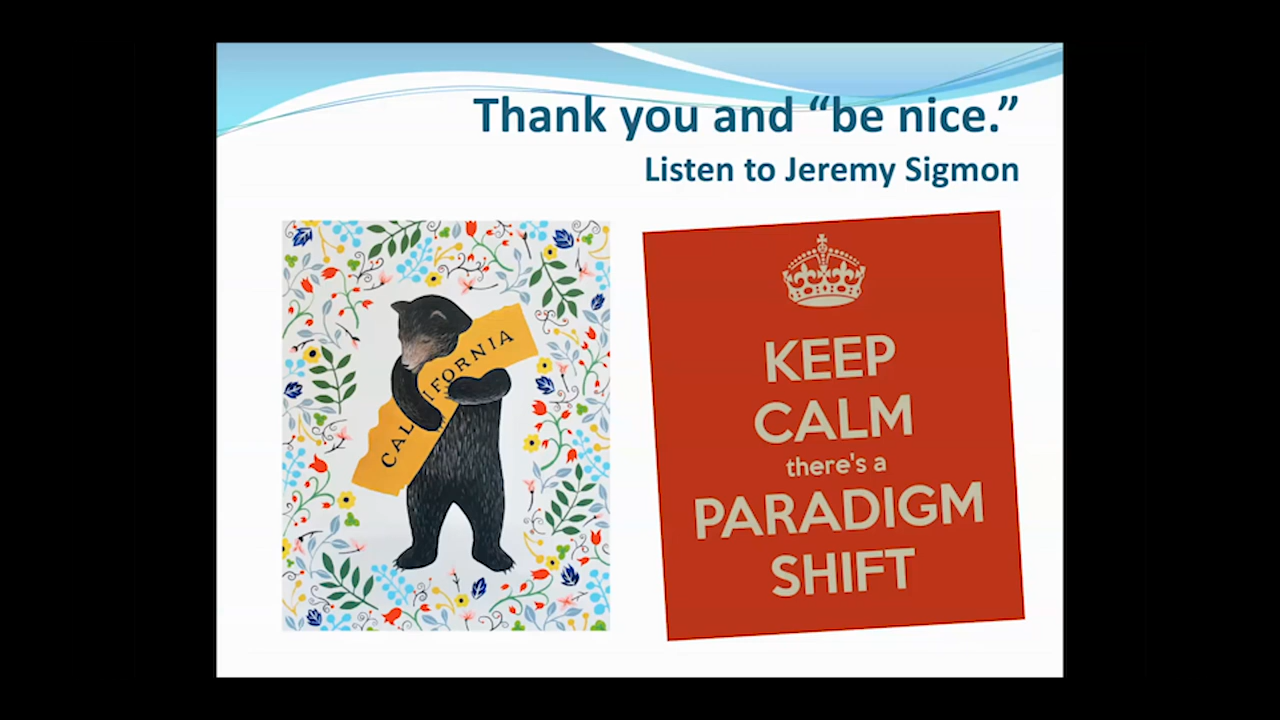 Thank you and “be nice.”
Listen to Jeremy Sigmon
CALIFORNIA
KEEP
CALM
there's a
PARADIGM
SHIFT